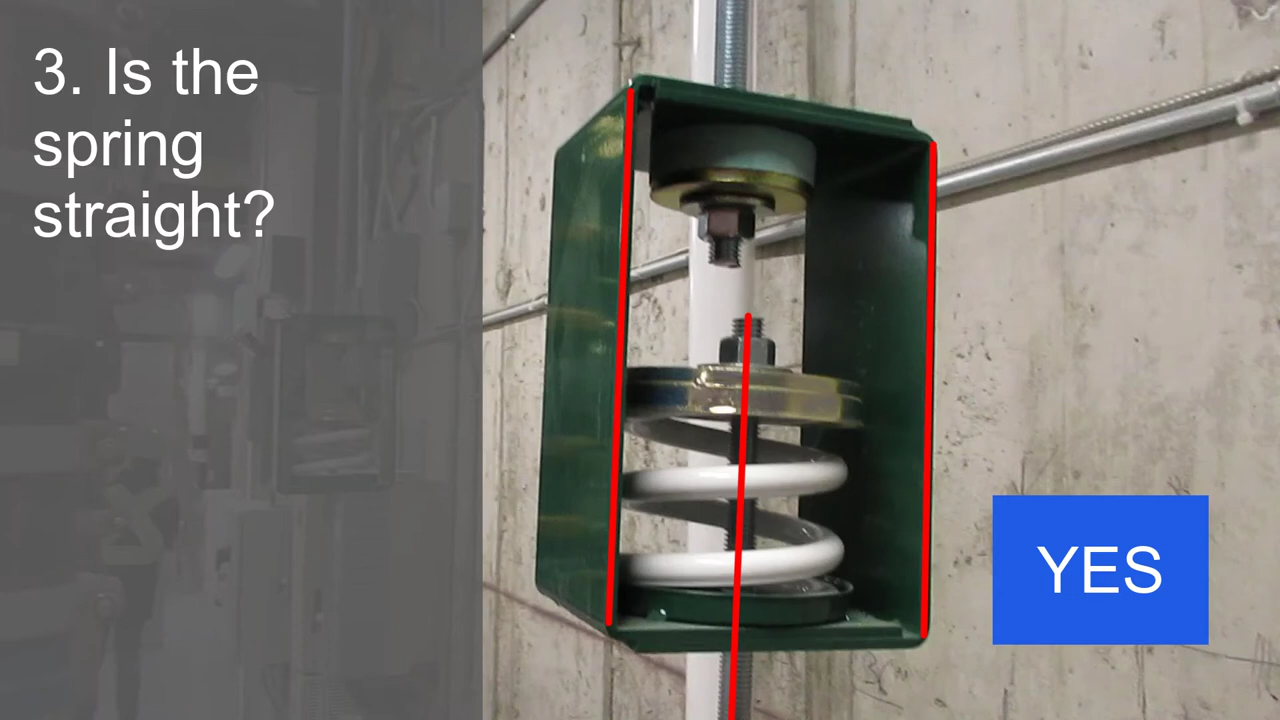 3. Is the
spring
straight?
YES